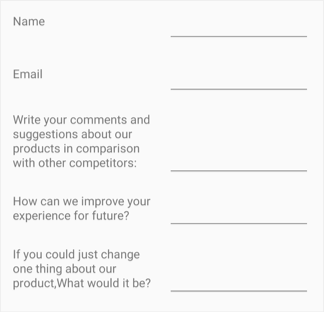 Name
Email
Write your comments and
suggestions about our
products in comparison
with other competitors:
How can we improve your
experience for future?
If you could just change
one thing about our
product,What would it be?